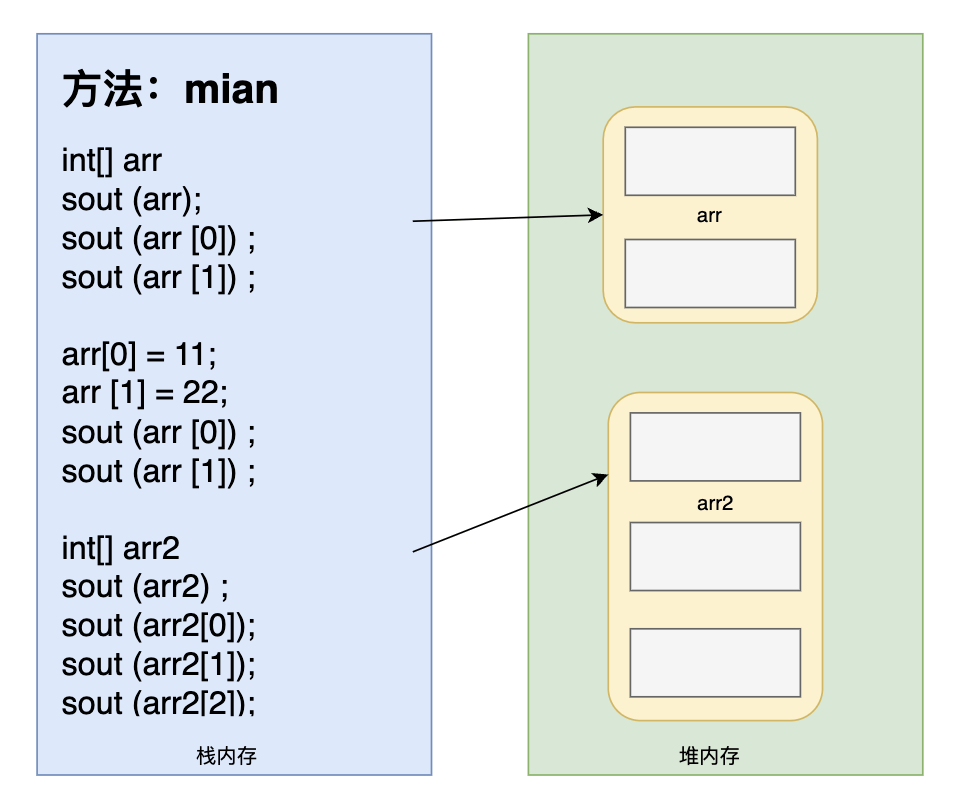 方法：mian
int[] arr
sout (arr);
sout (arr [0]) ;
sout (arr [1]) ;
arr[0] = 11;
arr [1] = 22;
sout (arr [0]) ;
sout (arr [1]) ;
int[] arr2
sout (arr2) ;
sout (arr2[0]);
sout (arr2[1]);
sout (arr2[2]);
栈内存
arr
arr2
堆内存